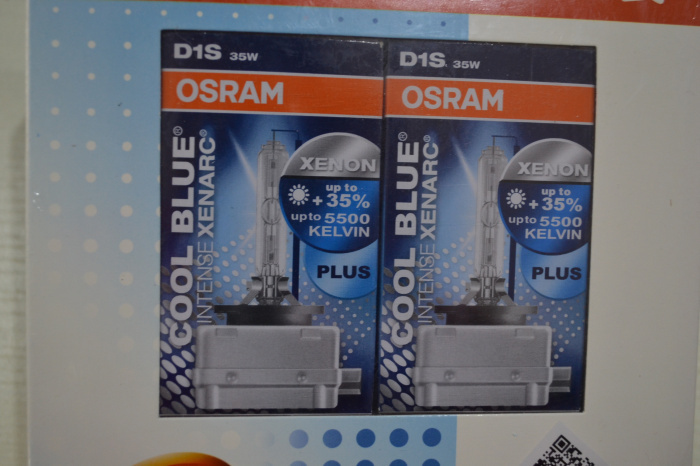 D1S 35W
OSRAM
COOL BLUE®
INTENSE XENARC®
XENON
up to
+35%
upto 5500
KELVIN
PLUS
D1S 35W
OSRAM
COOL BLUE®
INTENSE XENARC®
XENON
up to
+35%
upto 5500
KELVIN
PLUS